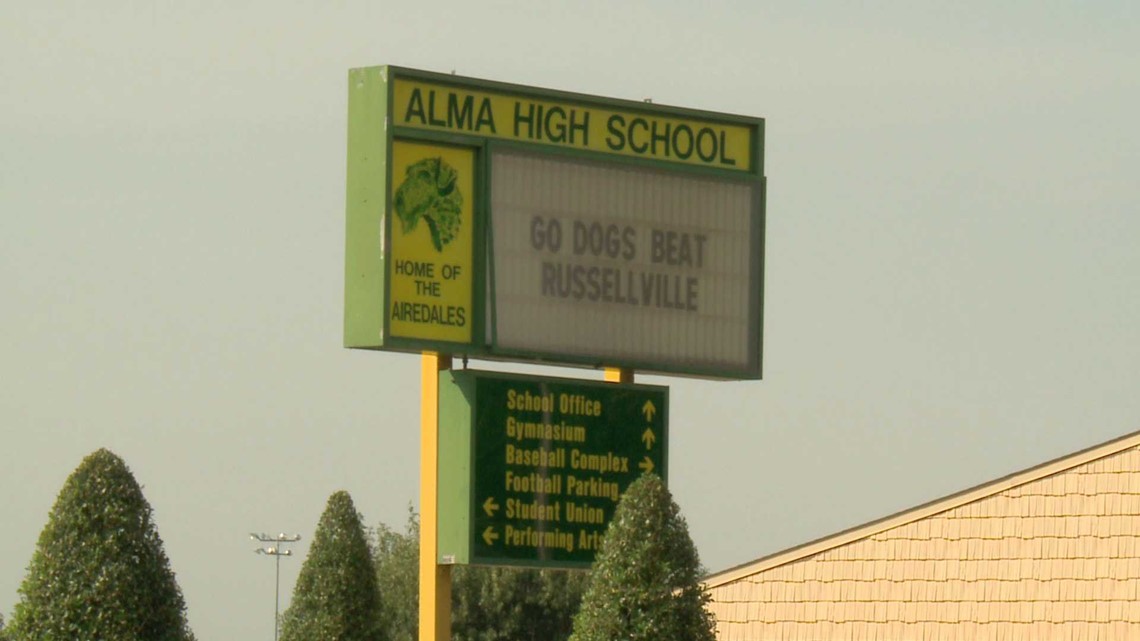 ALMA HIGH SCHOOL
HOME OF
THE
AIREDALES
GO DOGS BEAT
RUSSELLVILLE
School Office ↑
Gymnasium ↑
Baseball Complex →
Football Parking
← Student Union
← Performing Arts